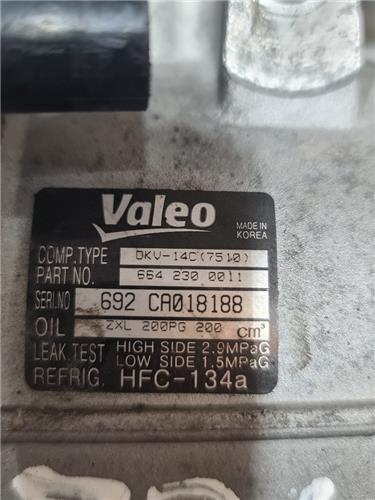 Valeo
MADE IN
KOREA
COMP.TYPE DKV-14C(7510)
PART NO. 664 230 0011
SERI.NO 692 CA018188
OIL ZXL 200PG 200 cm³
LEAK.TEST HIGH SIDE 2.9MPaG
LOW SIDE 1.5MPaG
REFRIG. HFC-134a